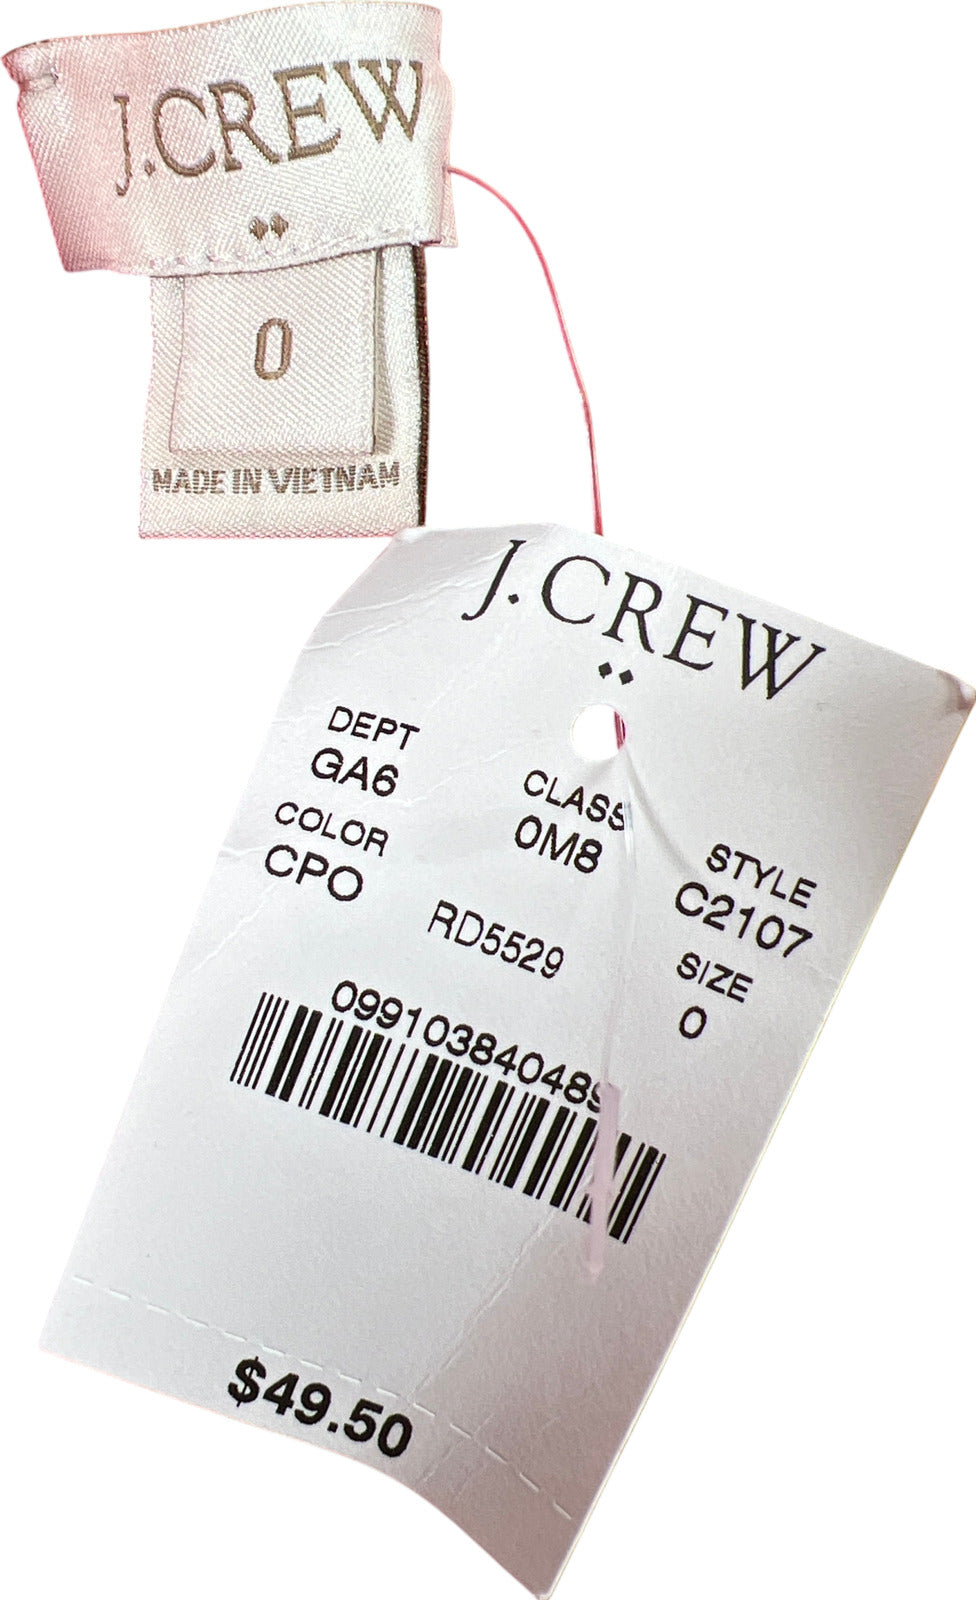 J.CREW
0
MADE IN VIETNAM
J.CREW
DEPT CLASS STYLE
GA6 0M8 C2107
COLOR SIZE
CPO RD5529 0
099103840489
$49.50